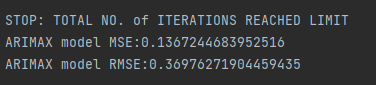 STOP: TOTAL NO. of ITERATIONS REACHED LIMIT
ARIMAX model MSE:0.1367244683952516
ARIMAX model RMSE:0.36976271904459435